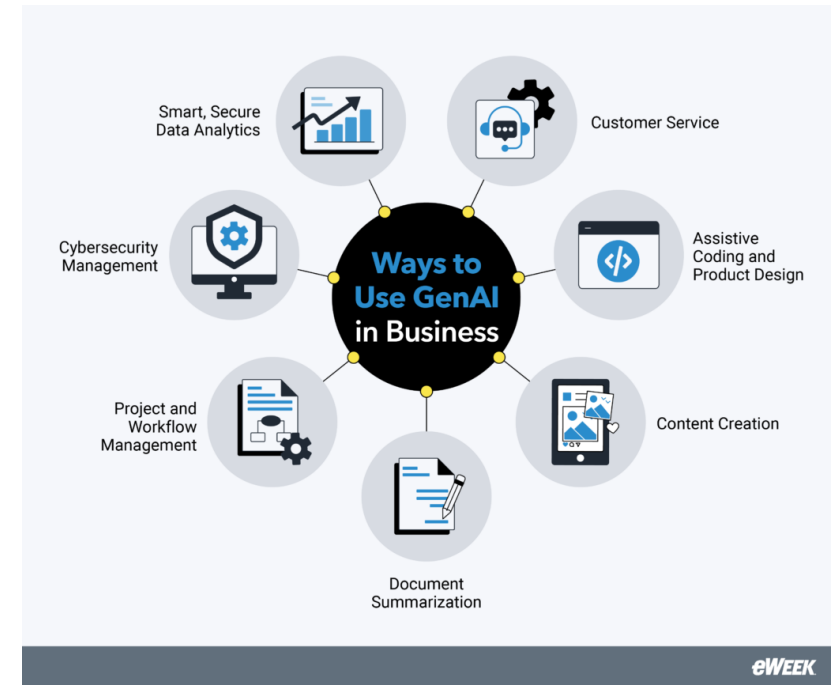 Ways to
Use GenAI
in Business
Smart, Secure
Data Analytics
Customer Service
Cybersecurity
Management
Assistive
Coding and
Product Design
Project and
Workflow
Management
Content Creation
Document
Summarization
</>
eWEEK